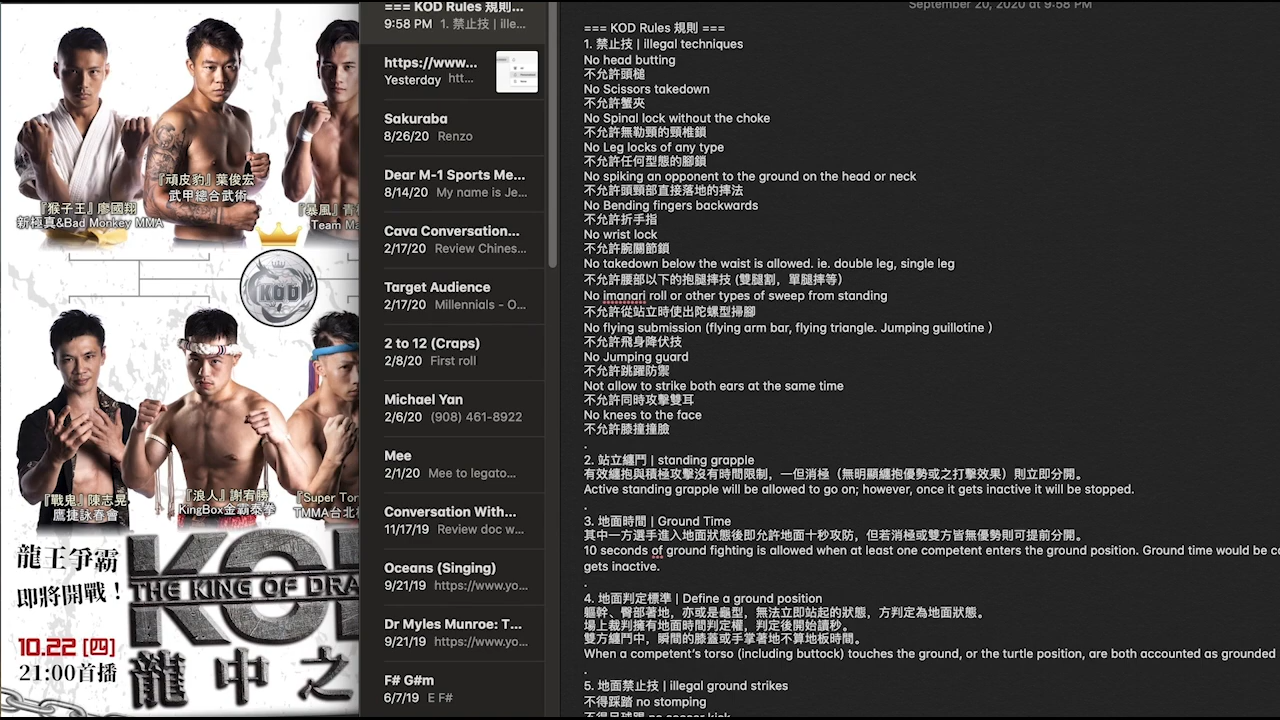 『猴子王』廖國翔
新極真&Bad Monkey MMA
『頑皮豹』葉俊宏
武甲總合武術
KOD
『戰鬼』陳志晃
鷹捷詠春會
『浪人』謝宥勝
KingBox金霸泰拳
龍王爭霸
即將開戰！
10.22 [四]
21:00首播
THE KING OF DRA
龍中之
=== KOD Rules 規則...
9:58 PM 1. 禁止技 | ille...
https://www...
Yesterday htt...
Sakuraba
8/26/20 Renzo
Dear M-1 Sports Me...
8/14/20 My name is Je...
Cava Conversation...
2/17/20 Review Chines...
Target Audience
2/17/20 Millennials - O...
2 to 12 (Craps)
2/8/20 First roll
Michael Yan
2/6/20 (908) 461-8922
Mee
2/1/20 Mee to legato...
Conversation With...
11/17/19 Review doc w...
Oceans (Singing)
9/21/19 https://www.yo...
Dr Myles Munroe: T...
9/21/19 https://www.yo...
F# G#m
6/7/19 E F#
September 20, 2020 at 9:58 PM
=== KOD Rules 規則 ===
1. 禁止技 | illegal techniques
No head butting
不允許頭槌
No Scissors takedown
不允許蟹夾
No Spinal lock without the choke
不允許無勒頸的頸椎鎖
No Leg locks of any type
不允許任何型態的腳鎖
No spiking an opponent to the ground on the head or neck
不允許頭頸部直接落地的摔法
No Bending fingers backwards
不允許折手指
No wrist lock
不允許腕關節鎖
No takedown below the waist is allowed. ie. double leg, single leg
不允許腰部以下的抱腿摔技 (雙腿割，單腿摔等）
No imanari roll or other types of sweep from standing
不允許從站立時使出陀螺型掃腳
No flying submission (flying arm bar, flying triangle. Jumping guillotine )
不允許飛身降伏技
No Jumping guard
不允許跳躍防禦
Not allow to strike both ears at the same time
不允許同時攻擊雙耳
No knees to the face
不允許膝撞撞臉
.
2. 站立纏鬥 | standing grapple
有效纏抱與積極攻擊沒有時間限制，一但消極（無明顯纏抱優勢或之打擊效果）則立即分開。
Active standing grapple will be allowed to go on; however, once it gets inactive it will be stopped.
.
3. 地面時間 | Ground Time
其中一方選手進入地面狀態後即允許地面十秒攻防，但若消極或雙方皆無優勢則可提前分開。
10 seconds os ground fighting is allowed when at least one competent enters the ground position. Ground time would be
gets inactive.
.
4. 地面判定標準 | Define a ground position
軀幹、臀部著地，亦或是龜型，無法立即站起的狀態，方判定為地面狀態。
場上裁判擁有地面時間判定權，判定後開始讀秒。
雙方纏鬥中，瞬間的膝蓋或手來著地不算地板時間。
When a competent's torso (including buttock) touches the ground, or the turtle position, are both accounted as grounded
.
5. 地面禁止技 | illegal ground strikes
不得踩踏 no stomping
不得足球踢 no soccer kick